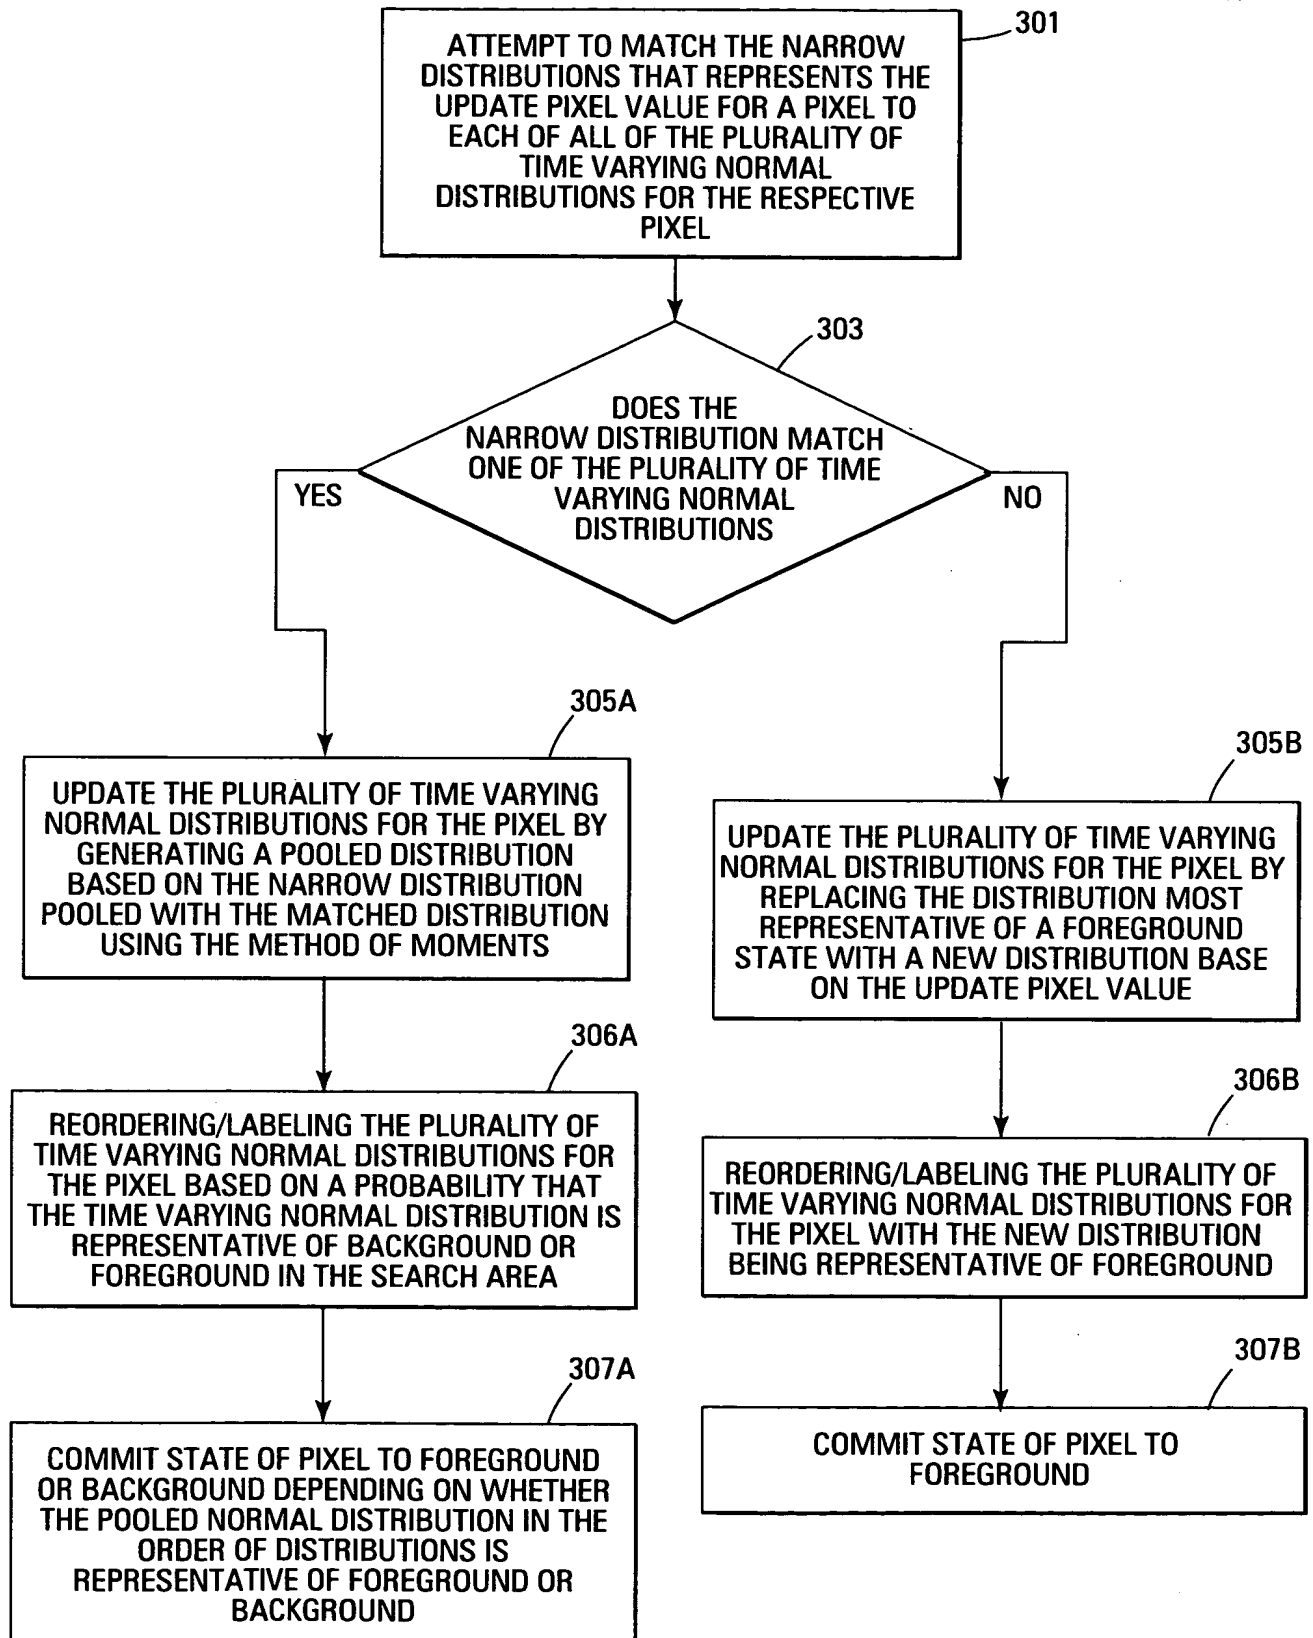 301
ATTEMPT TO MATCH THE NARROW
DISTRIBUTIONS THAT REPRESENTS THE
UPDATE PIXEL VALUE FOR A PIXEL TO
EACH OF ALL OF THE PLURALITY OF
TIME VARYING NORMAL
DISTRIBUTIONS FOR THE RESPECTIVE
PIXEL
303
DOES THE
NARROW DISTRIBUTION MATCH
ONE OF THE PLURALITY OF TIME
VARYING NORMAL
DISTRIBUTIONS
YES
NO
305A
UPDATE THE PLURALITY OF TIME VARYING
NORMAL DISTRIBUTIONS FOR THE PIXEL BY
GENERATING A POOLED DISTRIBUTION
BASED ON THE NARROW DISTRIBUTION
POOLED WITH THE MATCHED DISTRIBUTION
USING THE METHOD OF MOMENTS
305B
UPDATE THE PLURALITY OF TIME VARYING
NORMAL DISTRIBUTIONS FOR THE PIXEL BY
REPLACING THE DISTRIBUTION MOST
REPRESENTATIVE OF A FOREGROUND
STATE WITH A NEW DISTRIBUTION BASE
ON THE UPDATE PIXEL VALUE
306A
REORDERING/LABELING THE PLURALITY OF
TIME VARYING NORMAL DISTRIBUTIONS FOR
THE PIXEL BASED ON A PROBABILITY THAT
THE TIME VARYING NORMAL DISTRIBUTION IS
REPRESENTATIVE OF BACKGROUND OR
FOREGROUND IN THE SEARCH AREA
306B
REORDERING/LABELING THE PLURALITY OF
TIME VARYING NORMAL DISTRIBUTIONS FOR
THE PIXEL WITH THE NEW DISTRIBUTION
BEING REPRESENTATIVE OF FOREGROUND
307A
COMMIT STATE OF PIXEL TO FOREGROUND
OR BACKGROUND DEPENDING ON WHETHER
THE POOLED NORMAL DISTRIBUTION IN THE
ORDER OF DISTRIBUTIONS IS
REPRESENTATIVE OF FOREGROUND OR
BACKGROUND
307B
COMMIT STATE OF PIXEL TO
FOREGROUND